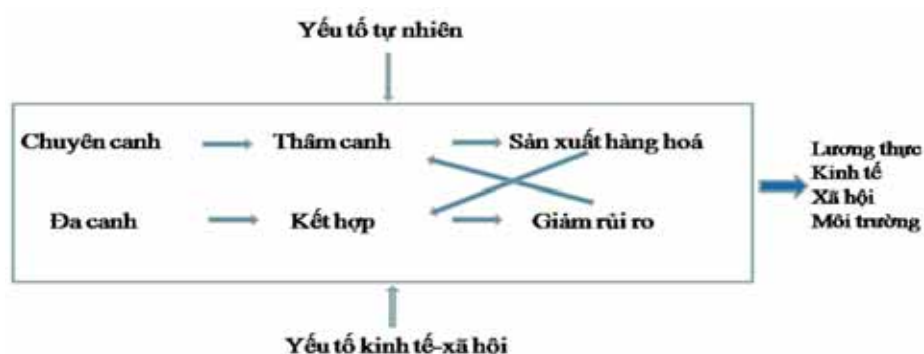 Yếu tố tự nhiên
Chuyên canh Thâm canh Sản xuất hàng hoá
Đa canh Kết hợp Giảm rủi ro
Lương thực
Kinh tế
Xã hội
Môi trường
Yếu tố kinh tế-xã hội